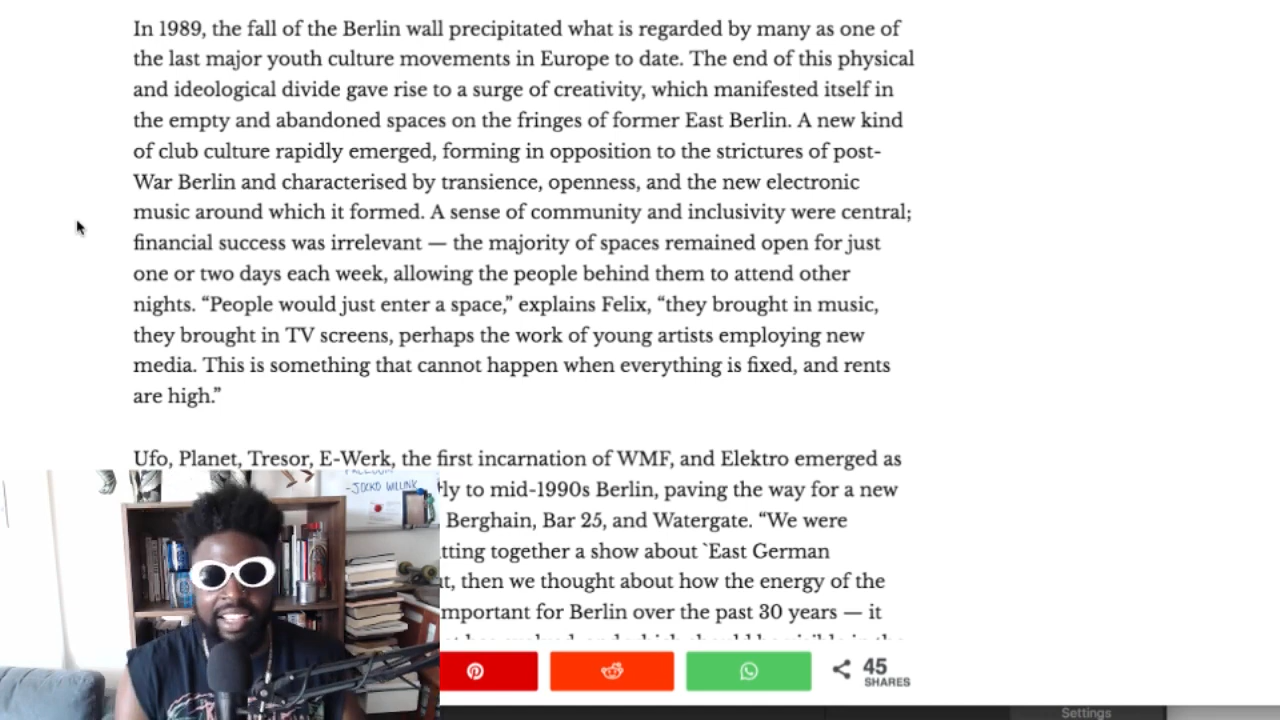 In 1989, the fall of the Berlin wall precipitated what is regarded by many as one of
the last major youth culture movements in Europe to date. The end of this physical
and ideological divide gave rise to a surge of creativity, which manifested itself in
the empty and abandoned spaces on the fringes of former East Berlin. A new kind
of club culture rapidly emerged, forming in opposition to the strictures of post-
War Berlin and characterised by transience, openness, and the new electronic
music around which it formed. A sense of community and inclusivity were central;
financial success was irrelevant — the majority of spaces remained open for just
one or two days each week, allowing the people behind them to attend other
nights. “People would just enter a space,” explains Felix, “they brought in music,
they brought in TV screens, perhaps the work of young artists employing new
media. This is something that cannot happen when everything is fixed, and rents
are high.”
Ufo, Planet, Tresor, E-Werk, the first incarnation of WMF, and Elektro emerged as
to mid-1990s Berlin, paving the way for a new
Berghain, Bar 25, and Watergate. “We were
together a show about `East German
then we thought about how the energy of the
for Berlin over the past 30 years — it
-JOCKO WILLINK
45
SHARES
Settings